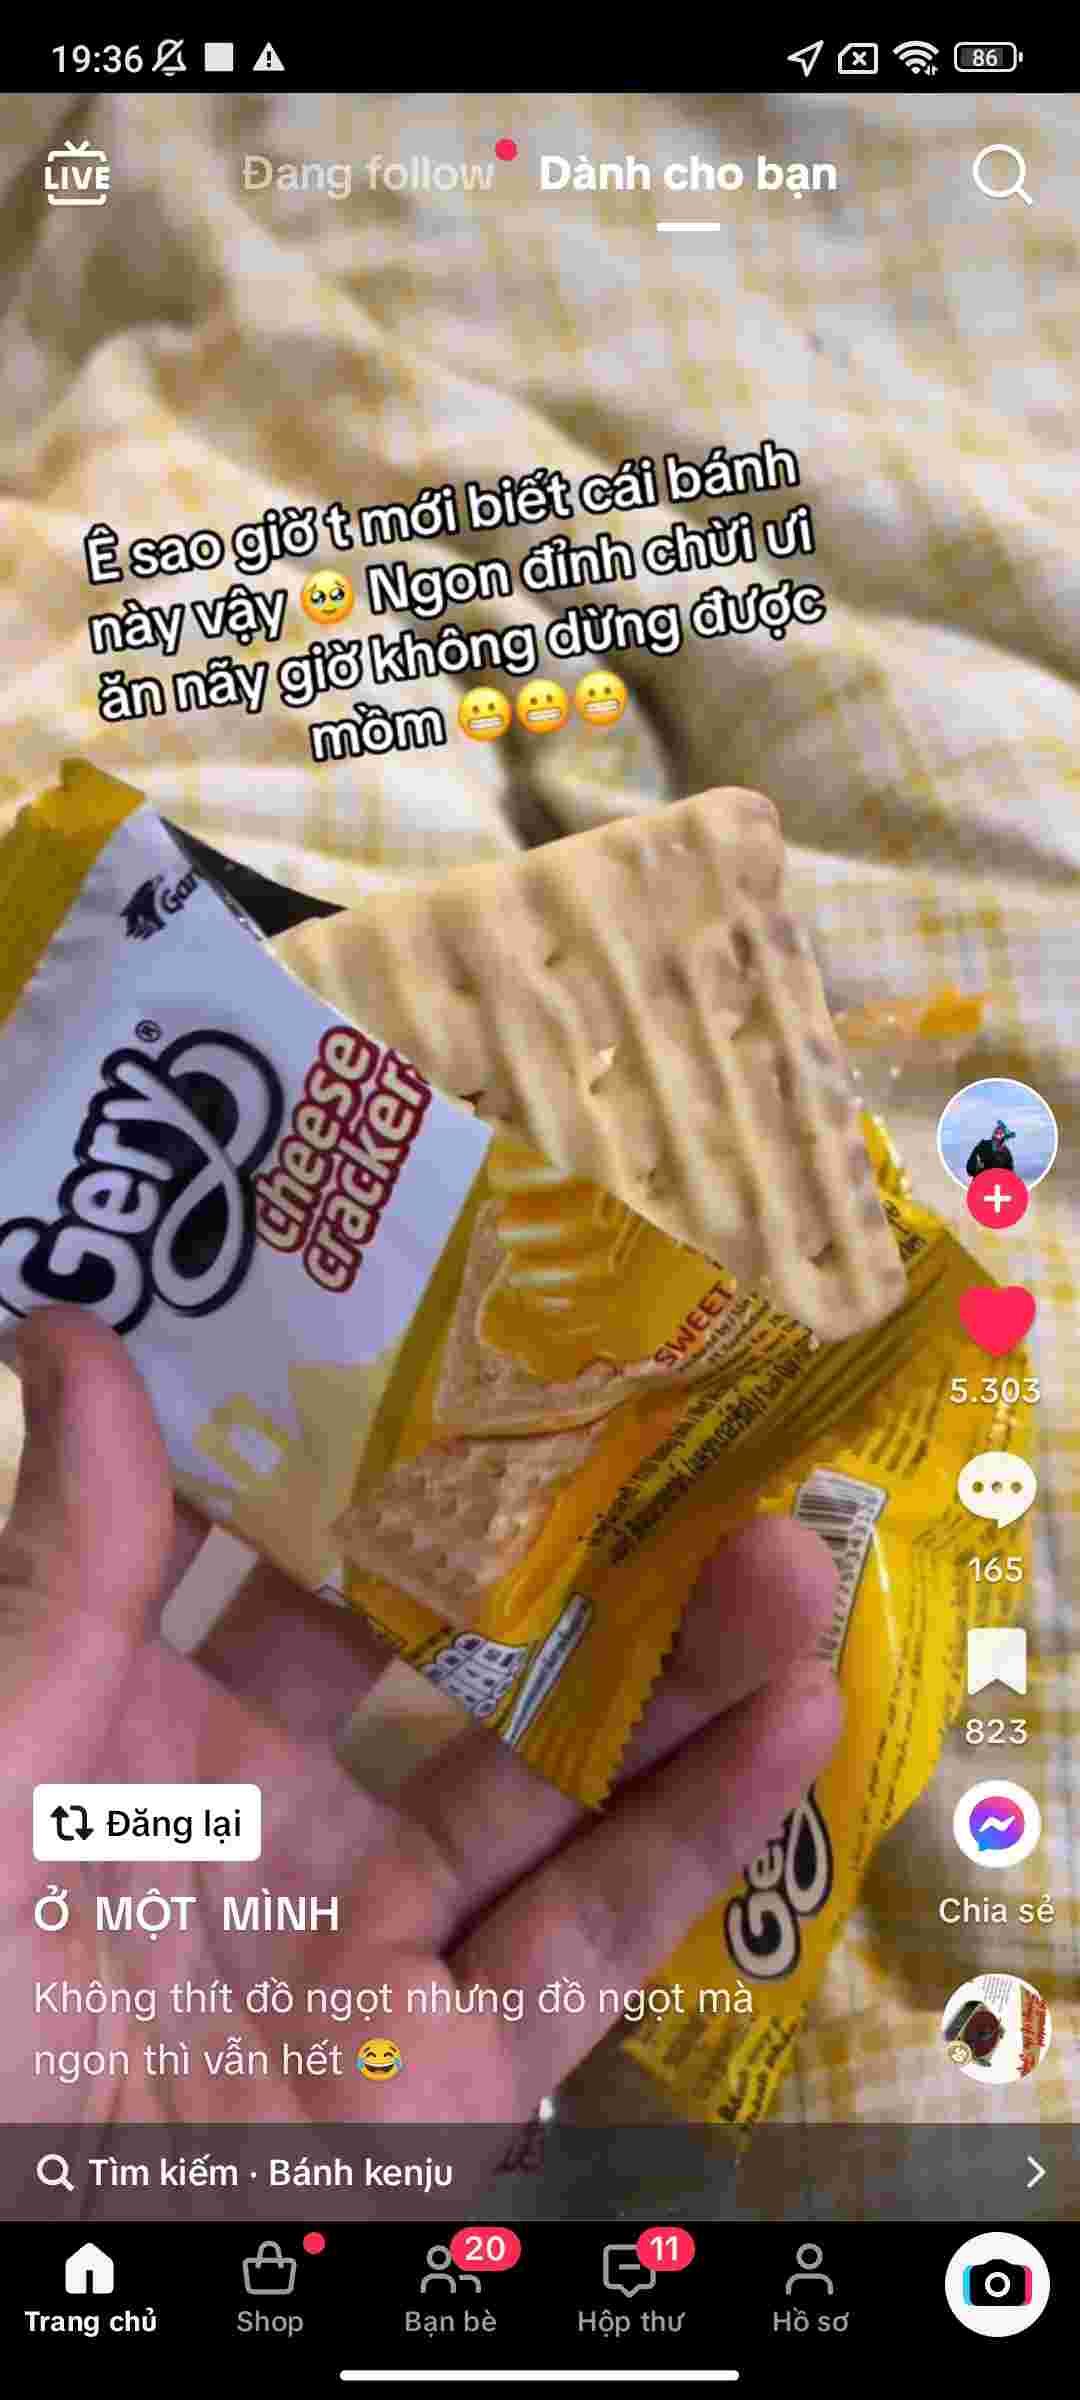 19:36
86
LIVE
Đang follow
Dành cho bạn
Ê sao giờ t mới biết cái bánh
này vậy 🥹 Ngon đỉnh chừi ưi
ăn nãy giờ không dừng được
mồm 😬😬😬
Gery®
cheese
crackers
SWEET
5.303
165
823
Gery
Đăng lại
Chia sẻ
Ở MỘT MÌNH
Không thít đồ ngọt nhưng đồ ngọt mà
ngon thì vẫn hết 😂
Tìm kiếm · Bánh kenju
20
11
Trang chủ
Shop
Bạn bè
Hộp thư
Hồ sơ